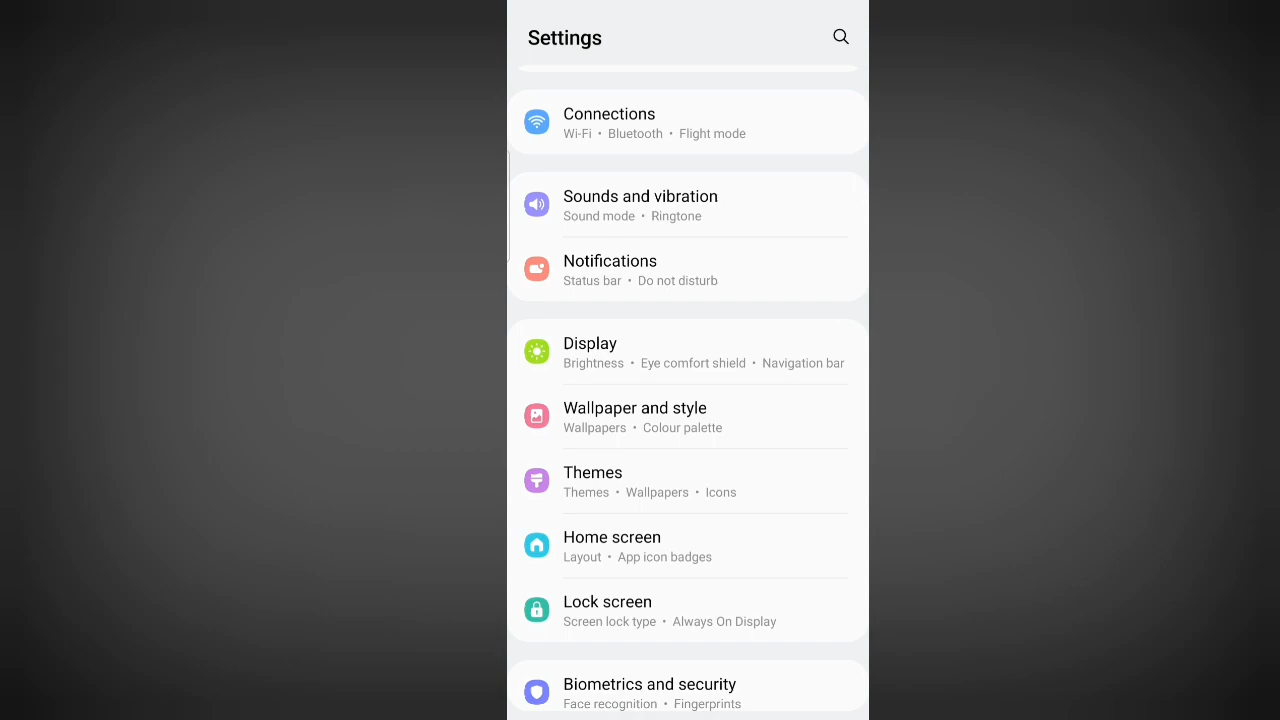 Settings
Connections
Wi-Fi • Bluetooth • Flight mode
Sounds and vibration
Sound mode • Ringtone
Notifications
Status bar • Do not disturb
Display
Brightness • Eye comfort shield • Navigation bar
Wallpaper and style
Wallpapers • Colour palette
Themes
Themes • Wallpapers • Icons
Home screen
Layout • App icon badges
Lock screen
Screen lock type • Always On Display
Biometrics and security
Face recognition • Fingerprints